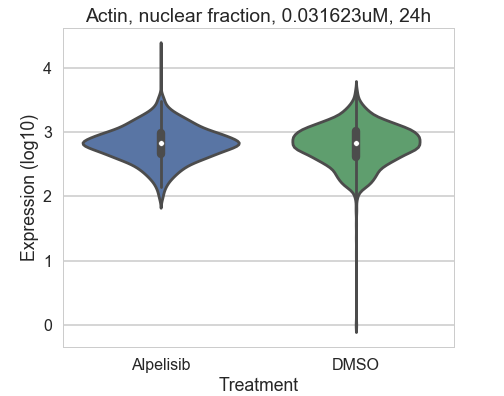 Actin, nuclear fraction, 0.031623uM, 24h
Expression (log10)
4
3
2
1
0
Alpelisib
DMSO
Treatment